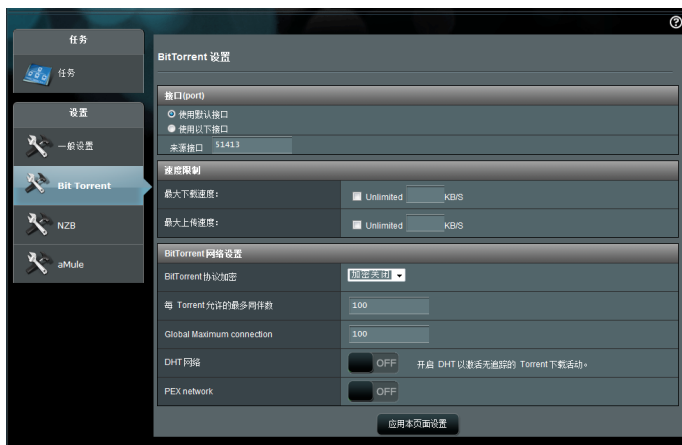 任务
任务
设置
一般设置
Bit Torrent
NZB
aMule
BitTorrent 设置
接口(port)
使用默认接口
使用以下接口
来源接口 51413
速度限制
最大下载速度: Unlimited KB/S
最大上传速度: Unlimited KB/S
BitTorrent 网络设置
BitTorrent 协议加密 加密关闭
每 Torrent 允许的最多同伴数 100
Global Maximum connection 100
DHT 网络 OFF 开启 DHT 以激活无追踪的 Torrent 下载活动。
PEX network OFF
应用本页面设置